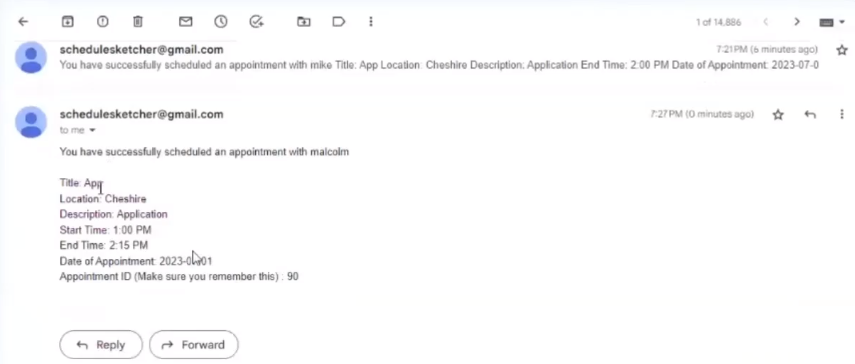 1 of 14,886
schedulesketcher@gmail.com 7:21 PM (6 minutes ago)
You have successfully scheduled an appointment with mike Title: App Location: Cheshire Description: Application End Time: 2:00 PM Date of Appointment: 2023-07-0
schedulesketcher@gmail.com 7:27 PM (0 minutes ago)
to me
You have successfully scheduled an appointment with malcolm
Title: App
Location: Cheshire
Description: Application
Start Time: 1:00 PM
End Time: 2:15 PM
Date of Appointment:
Appointment ID (Make sure you remember this) : 90
Reply Forward